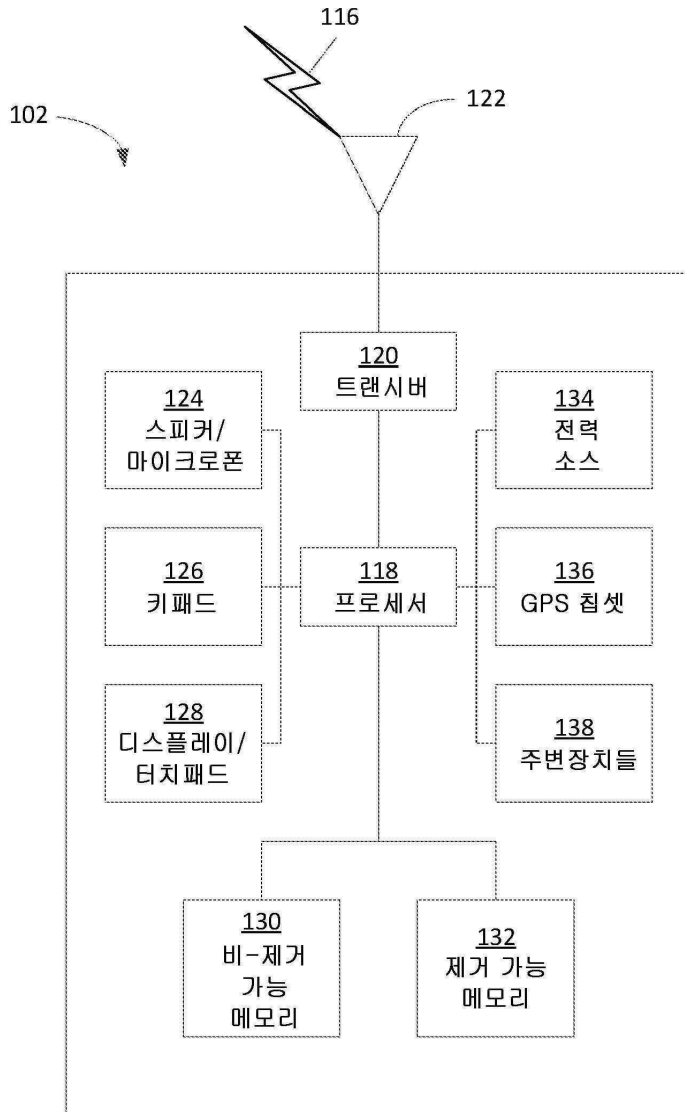 116
122
102
120
트랜시버
124
스피커/
마이크로폰
134
전력
소스
126
키패드
118
프로세서
136
GPS 칩셋
128
디스플레이/
터치패드
138
주변장치들
130
비-제거
가능
메모리
132
제거 가능
메모리